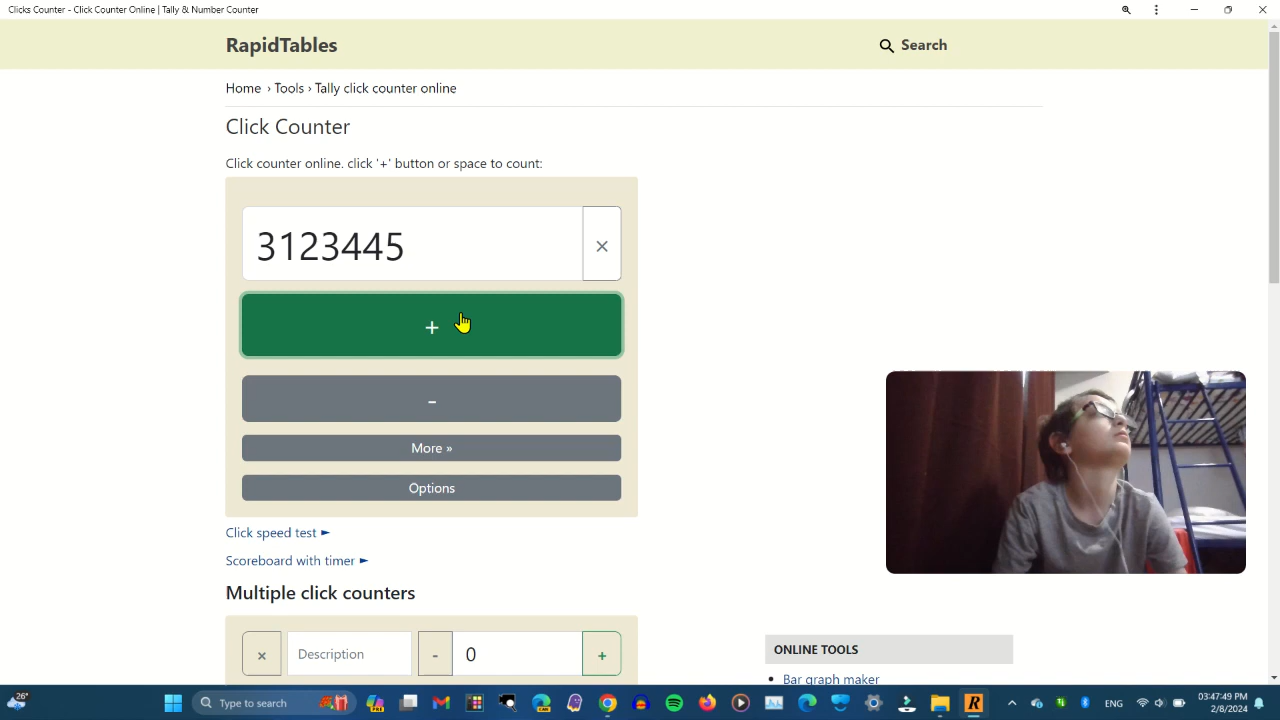 Clicks Counter - Click Counter Online | Tally & Number Counter
RapidTables
Search
Home › Tools › Tally click counter online
Click Counter
Click counter online. click '+' button or space to count:
3123445
×
+
-
More »
Options
Click speed test ►
Scoreboard with timer ►
Multiple click counters
× Description - 0 +
ONLINE TOOLS
• Bar graph maker
26°
Type to search
ENG
03:47:49 PM
2/8/2024